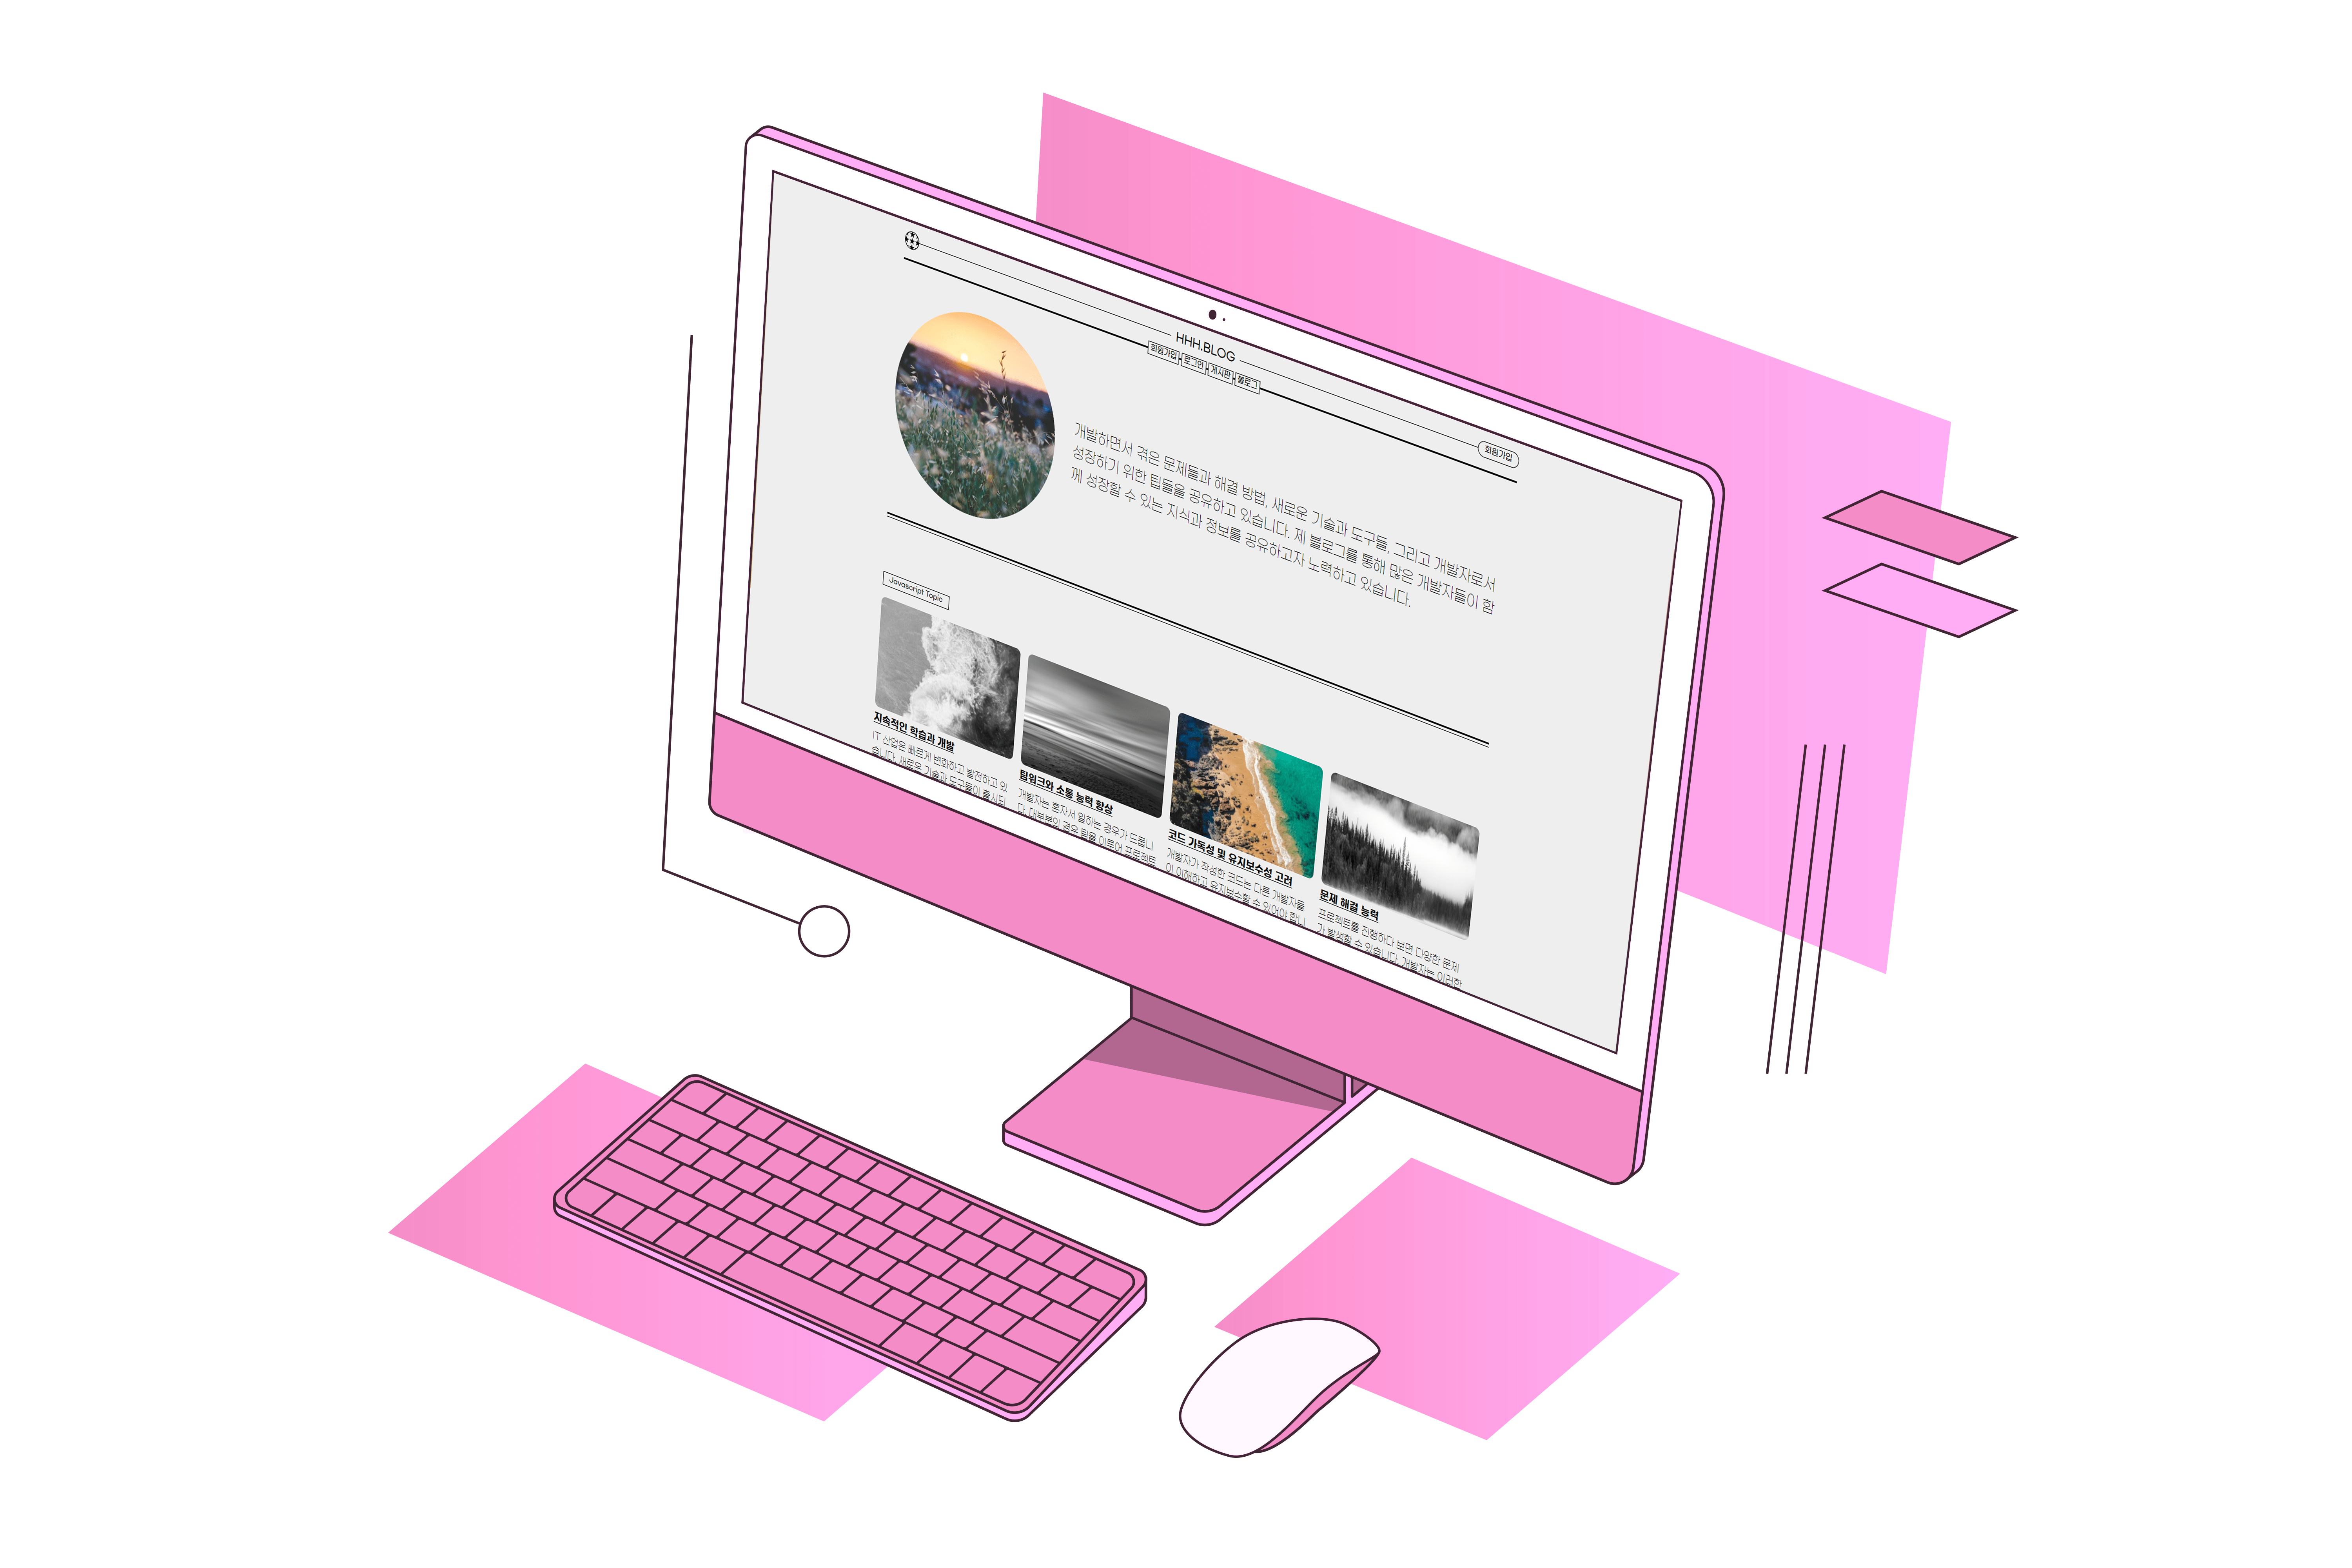 HHH.BLOG
회원가입 로그인 게시판 블로그
회원가입
개발하면서 겪은 문제들과 해결 방법, 새로운 기술과 도구들, 그리고 개발자로서
성장하기 위한 팁들을 공유하고 있습니다. 제 블로그를 통해 많은 개발자들이 함
께 성장할 수 있는 지식과 정보를 공유하고자 노력하고 있습니다.
Javascript Topic
지속적인 학습과 개발
IT 산업은 빠르게 변화하고 발전하고 있
습니다. 새로운 기술과 도구들이 출시되
팀워크와 소통 능력 향상
개발자는 혼자서 일하는 경우가 드뭅니
다. 대부분의 경우 팀을 이루어 프로젝트
코드 가독성 및 유지보수성 고려
개발자가 작성한 코드는 다른 개발자들
이 이해하고 유지보수할 수 있어야 합니
문제 해결 능력
프로젝트를 진행하다 보면 다양한 문제
가 발생할 수 있습니다. 개발자는 이러한